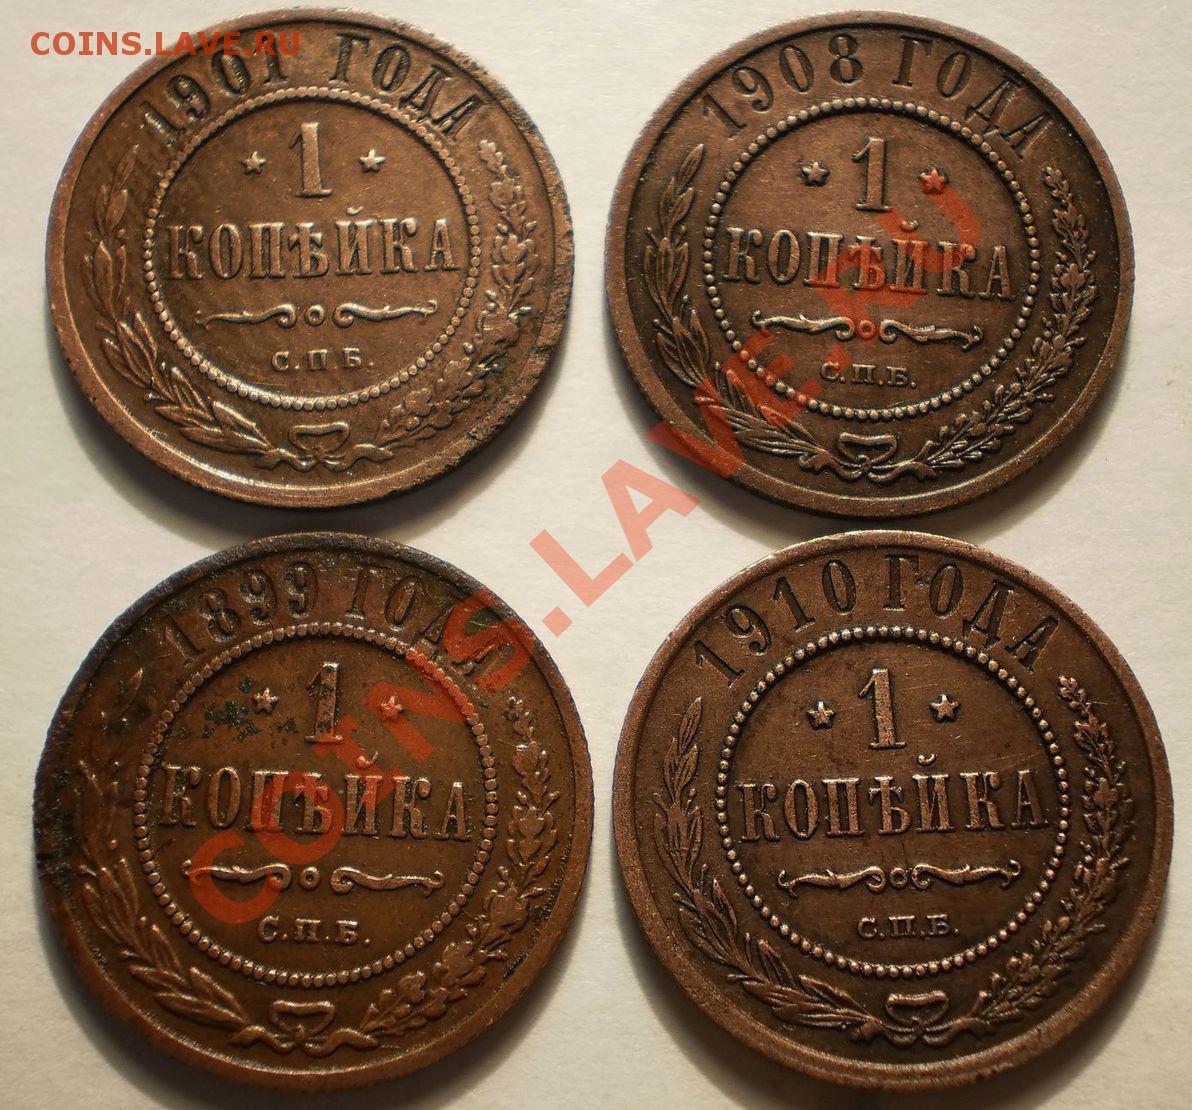 COINS.LAVE.RU
1901 ГОДА
1
КОПѢЙКА
С.П.Б.
1908 ГОДА
1
КОПѢЙКА
С.П.Б.
1899 ГОДА
1
КОПѢЙКА
С.П.Б.
1910 ГОДА
1
КОПѢЙКА
С.П.Б.
COINS.LAVE.RU